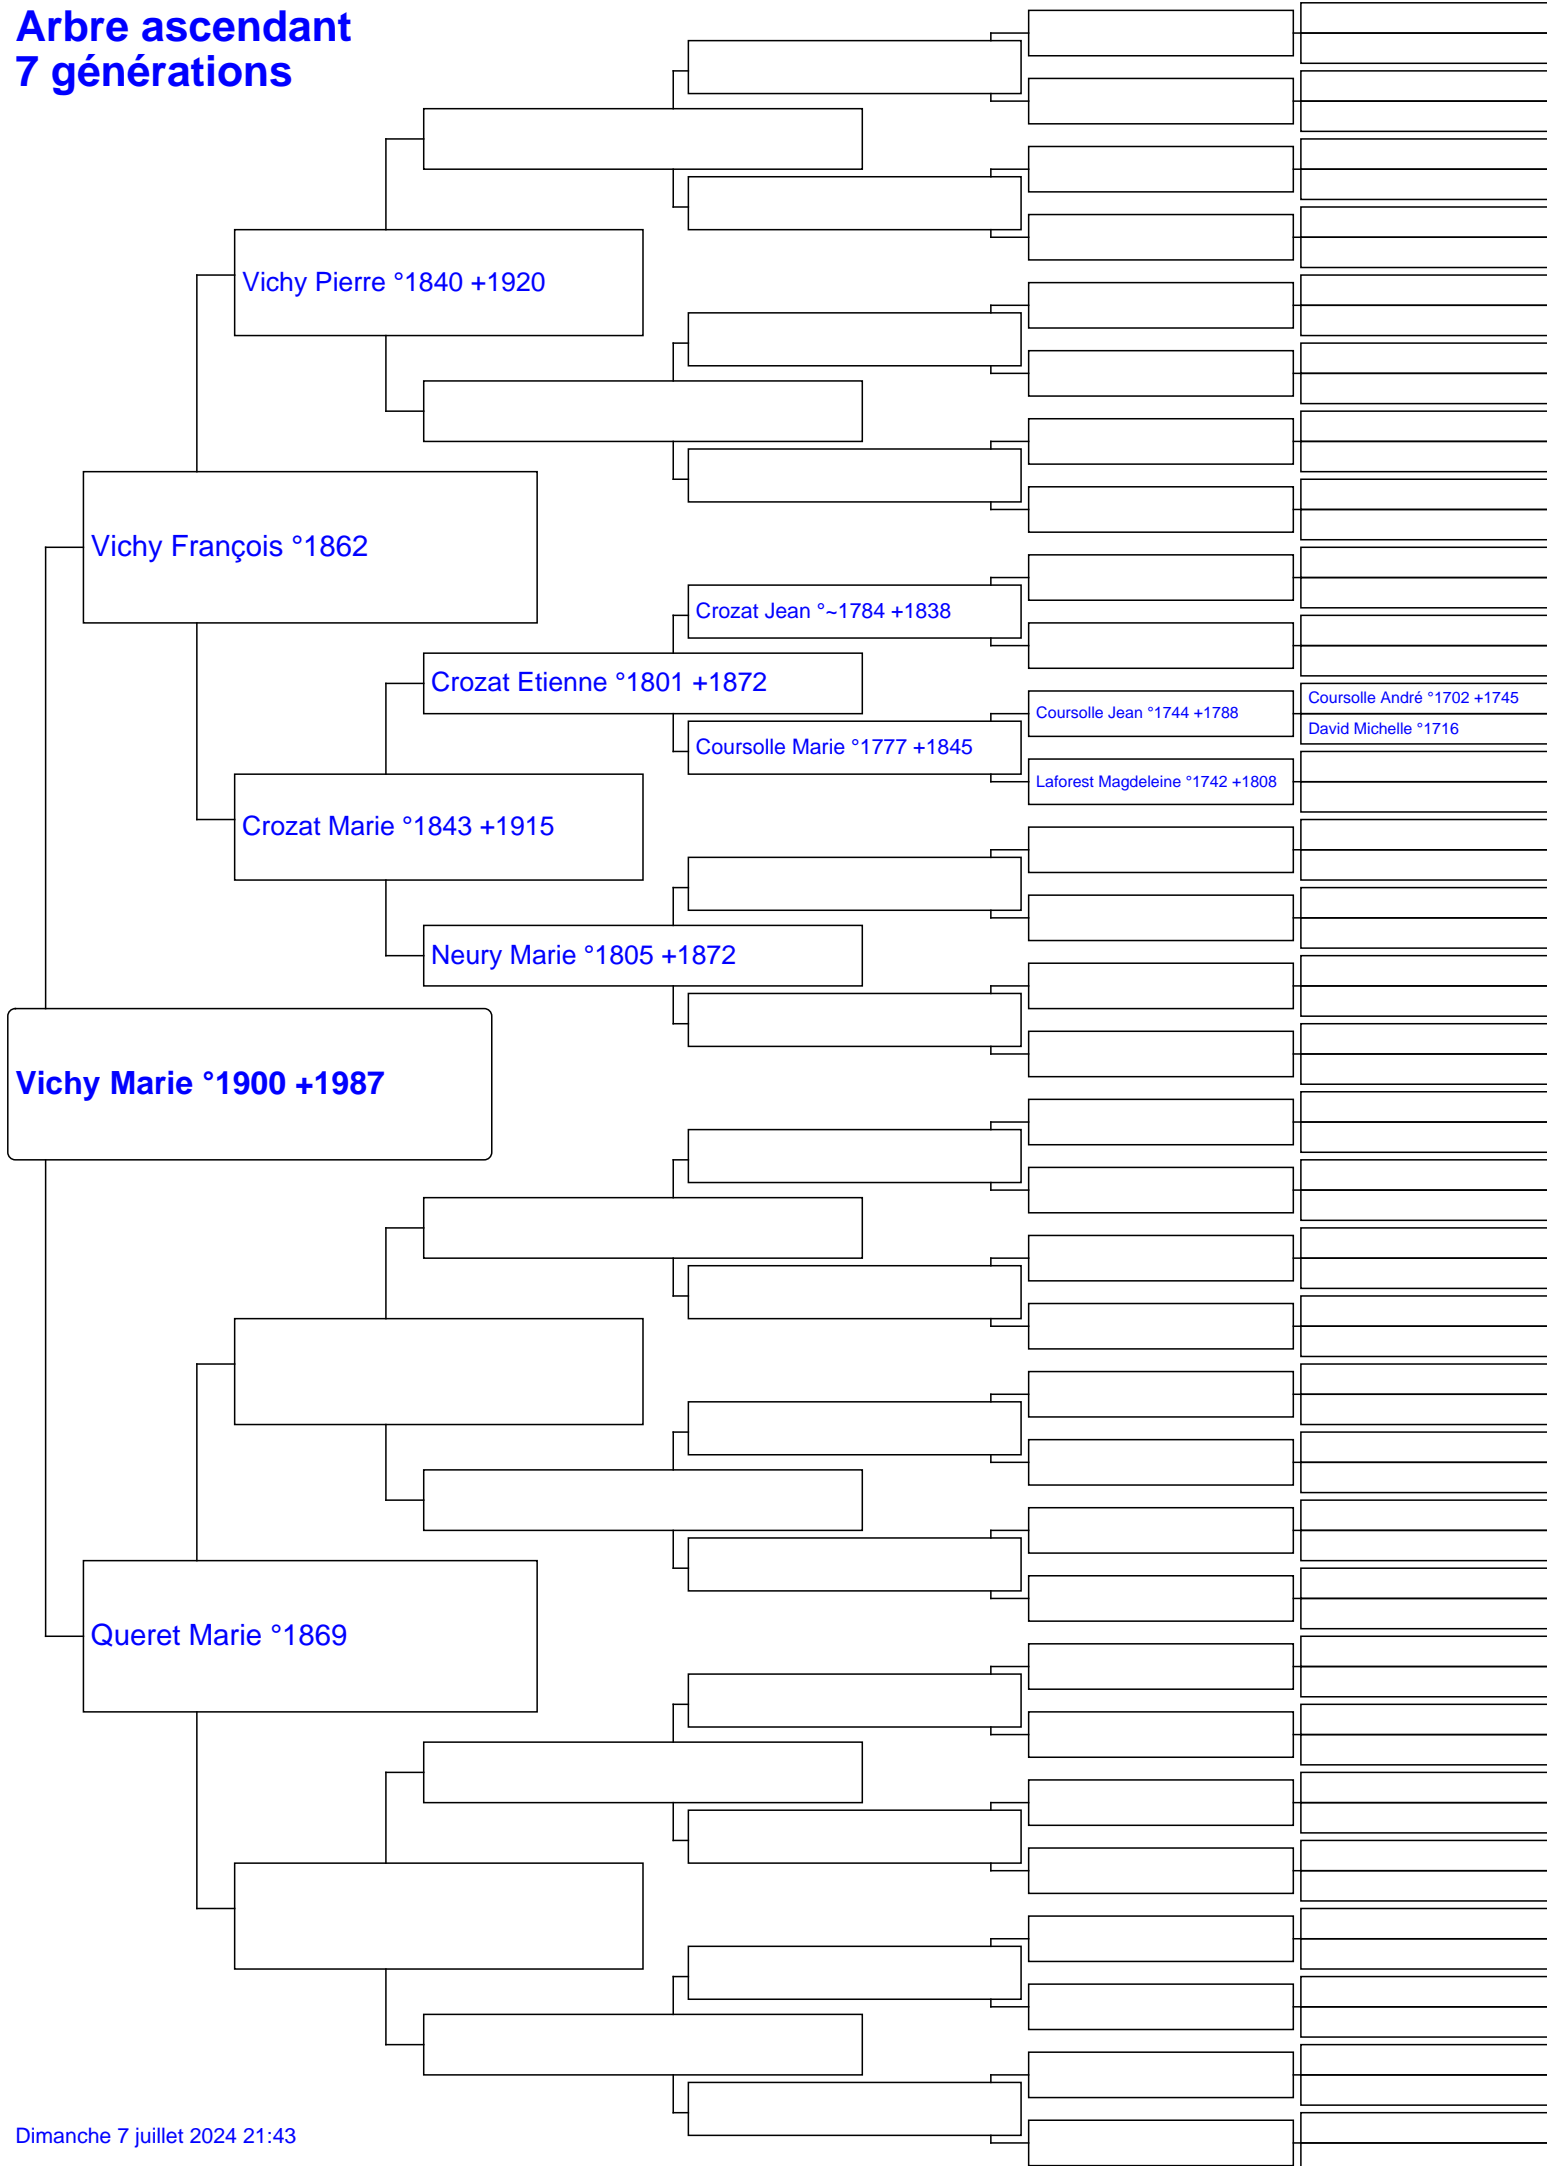 Arbre ascendant
7 générations
Vichy Pierre °1840 +1920
Vichy François °1862
Crozat Jean °~1784 +1838
Crozat Etienne °1801 +1872
Coursolle André °1702 +1745
Coursolle Jean °1744 +1788
David Michelle °1716
Coursolle Marie °1777 +1845
Laforest Magdeleine °1742 +1808
Crozat Marie °1843 +1915
Neury Marie °1805 +1872
Vichy Marie °1900 +1987
Queret Marie °1869
Dimanche 7 juillet 2024 21:43